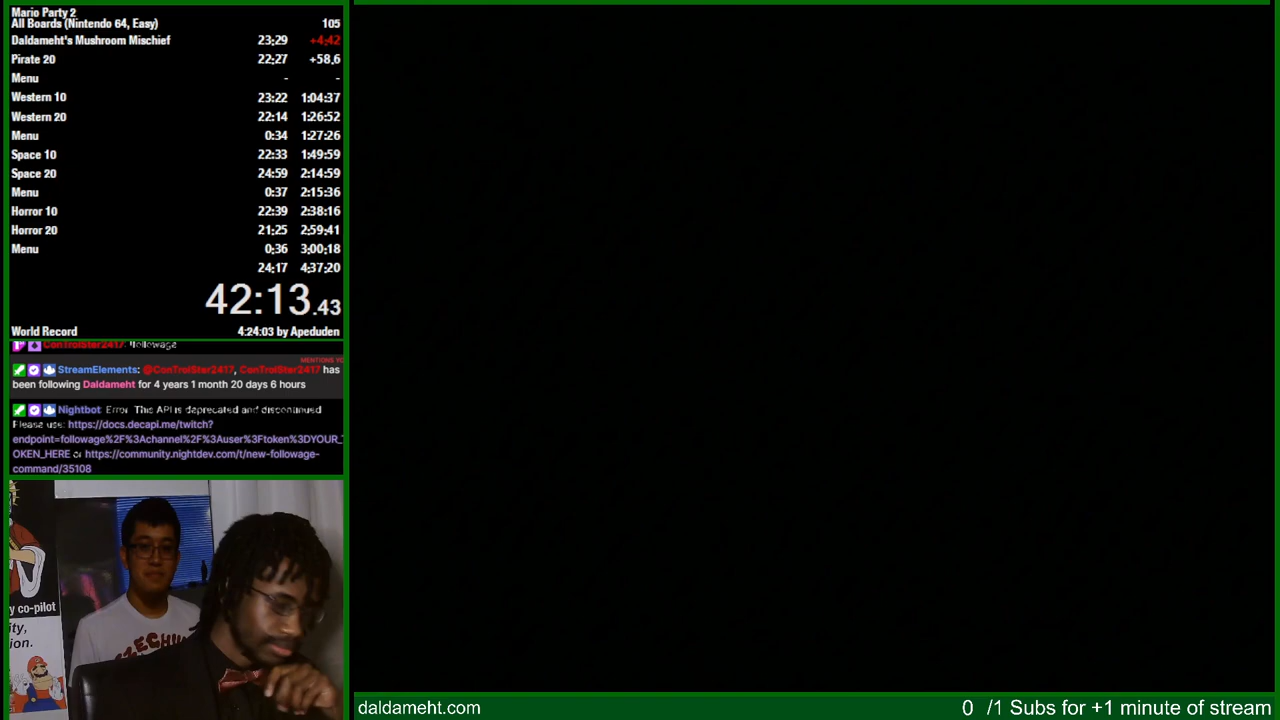 Mario Party 2
All Boards (Nintendo 64, Easy) 105
Daldameht's Mushroom Mischief 23;29 +4;42
Pirate 20 22;27 +58,6
Menu - -
Western 10 23;22 1:04:37
Western 20 22;14 1:26:52
Menu 0:34 1:27:26
Space 10 22:33 1:49:59
Space 20 24:59 2:14:59
Menu 0:37 2:15:36
Horror 10 22;39 2:38:16
Horror 20 21;25 2;59;41
Menu 0;36 3;00;18
24;17 4;37;20
42:13.43
World Record 4:24:03 by Apeduden
ConTrolSter2417: !followage
MENTIONS YO
StreamElements: @ConTrolSter2417, ConTrolSter2417 has
been following Daldameht for 4 years 1 month 20 days 6 hours
Nightbot Error This API is deprecated and discontinued
Please use: https://docs.decapi.me/twitch?
endpoint=followage%2F%3Achannel%2F%3Auser%3Ftoken%3DYOUR_T
OKEN_HERE or https://community.nightdev.com/t/new-followage-
command/35108
y co-pilot
ity,
ion.
daldameht.com 0 /1 Subs for +1 minute of stream